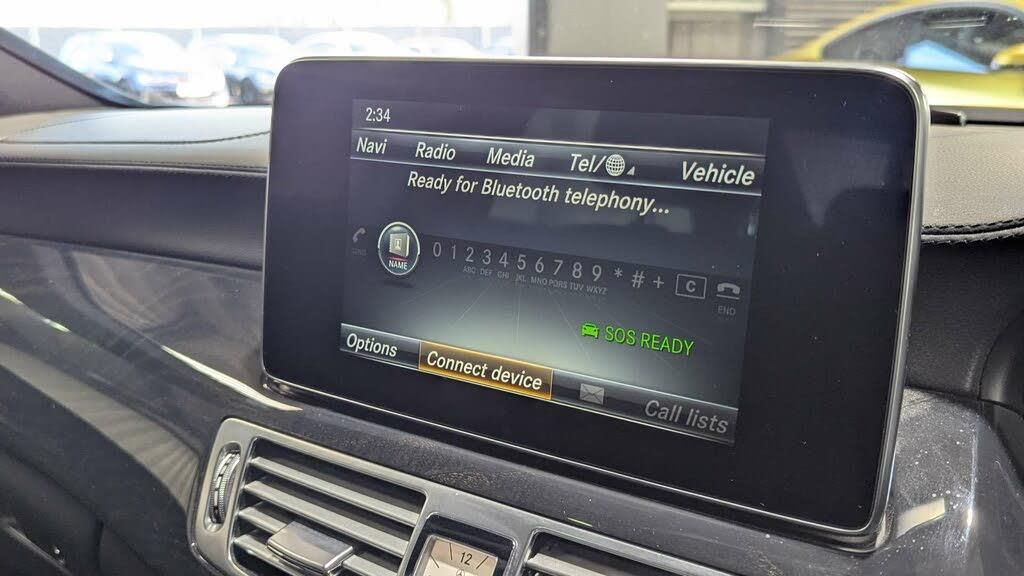 2:34
Navi Radio Media Tel/ Vehicle
Ready for Bluetooth telephony...
NAME 0 1 2 3 4 5 6 7 8 9 * # + C
ABC DEF GHI JKL MNO PQRS TUV WXYZ
END
SOS READY
Options Connect device Call lists
12